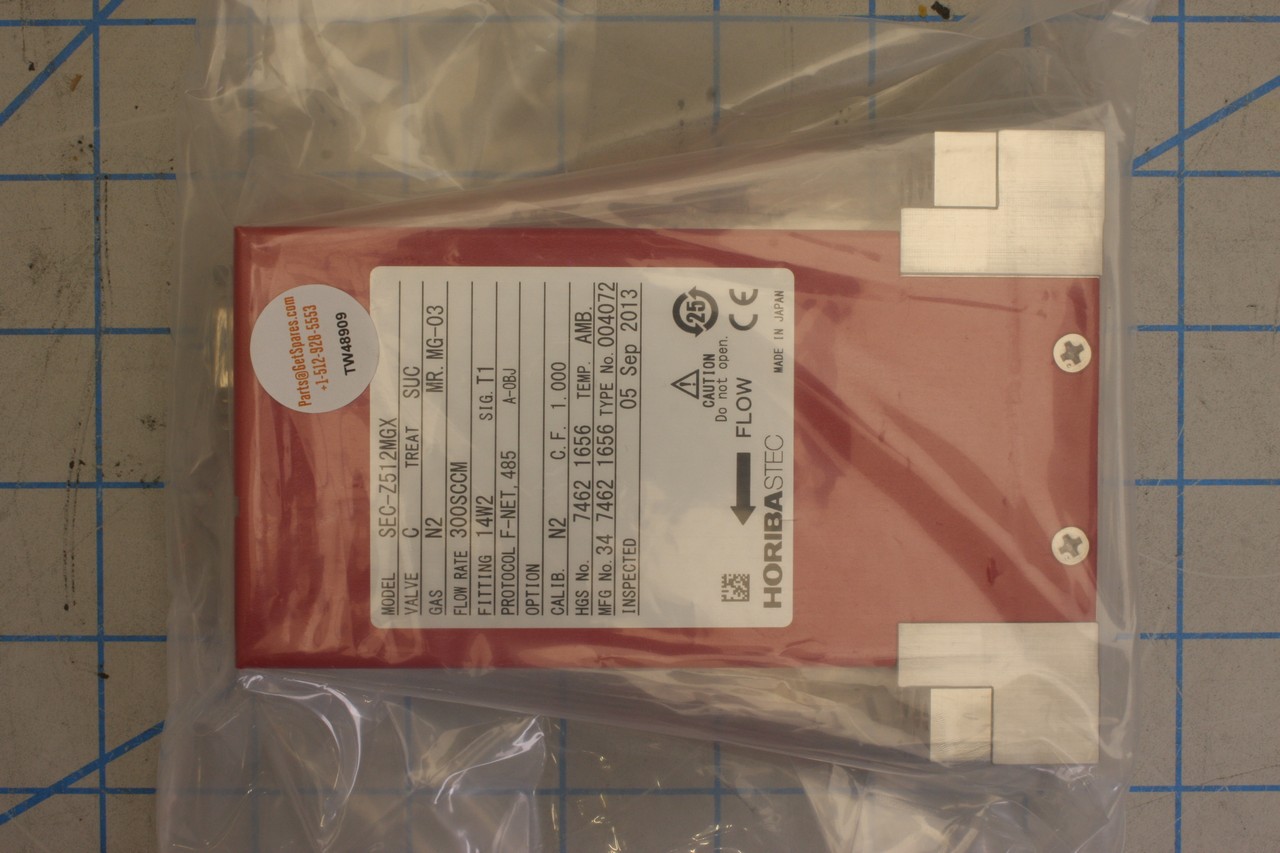 Parts@GetSpares.com
+1-512-928-5553
TW48909
MODEL SEC-Z512MGX
VALVE C TREAT SUC
GAS N2 MR. MG-03
FLOW RATE 300SCCM
FITTING 14W2 SIG. T1
PROTOCOL F-NET, 485 A-OBJ
OPTION
CALIB. N2 C.F. 1.000
HGS No. 7462 1656 TEMP. AMB.
MFG No.34 7462 1656 TYPE No. 004072
INSPECTED 05 Sep 2013
25
CAUTION
Do not open.
FLOW
CE
HORIBASTEC MADE IN JAPAN